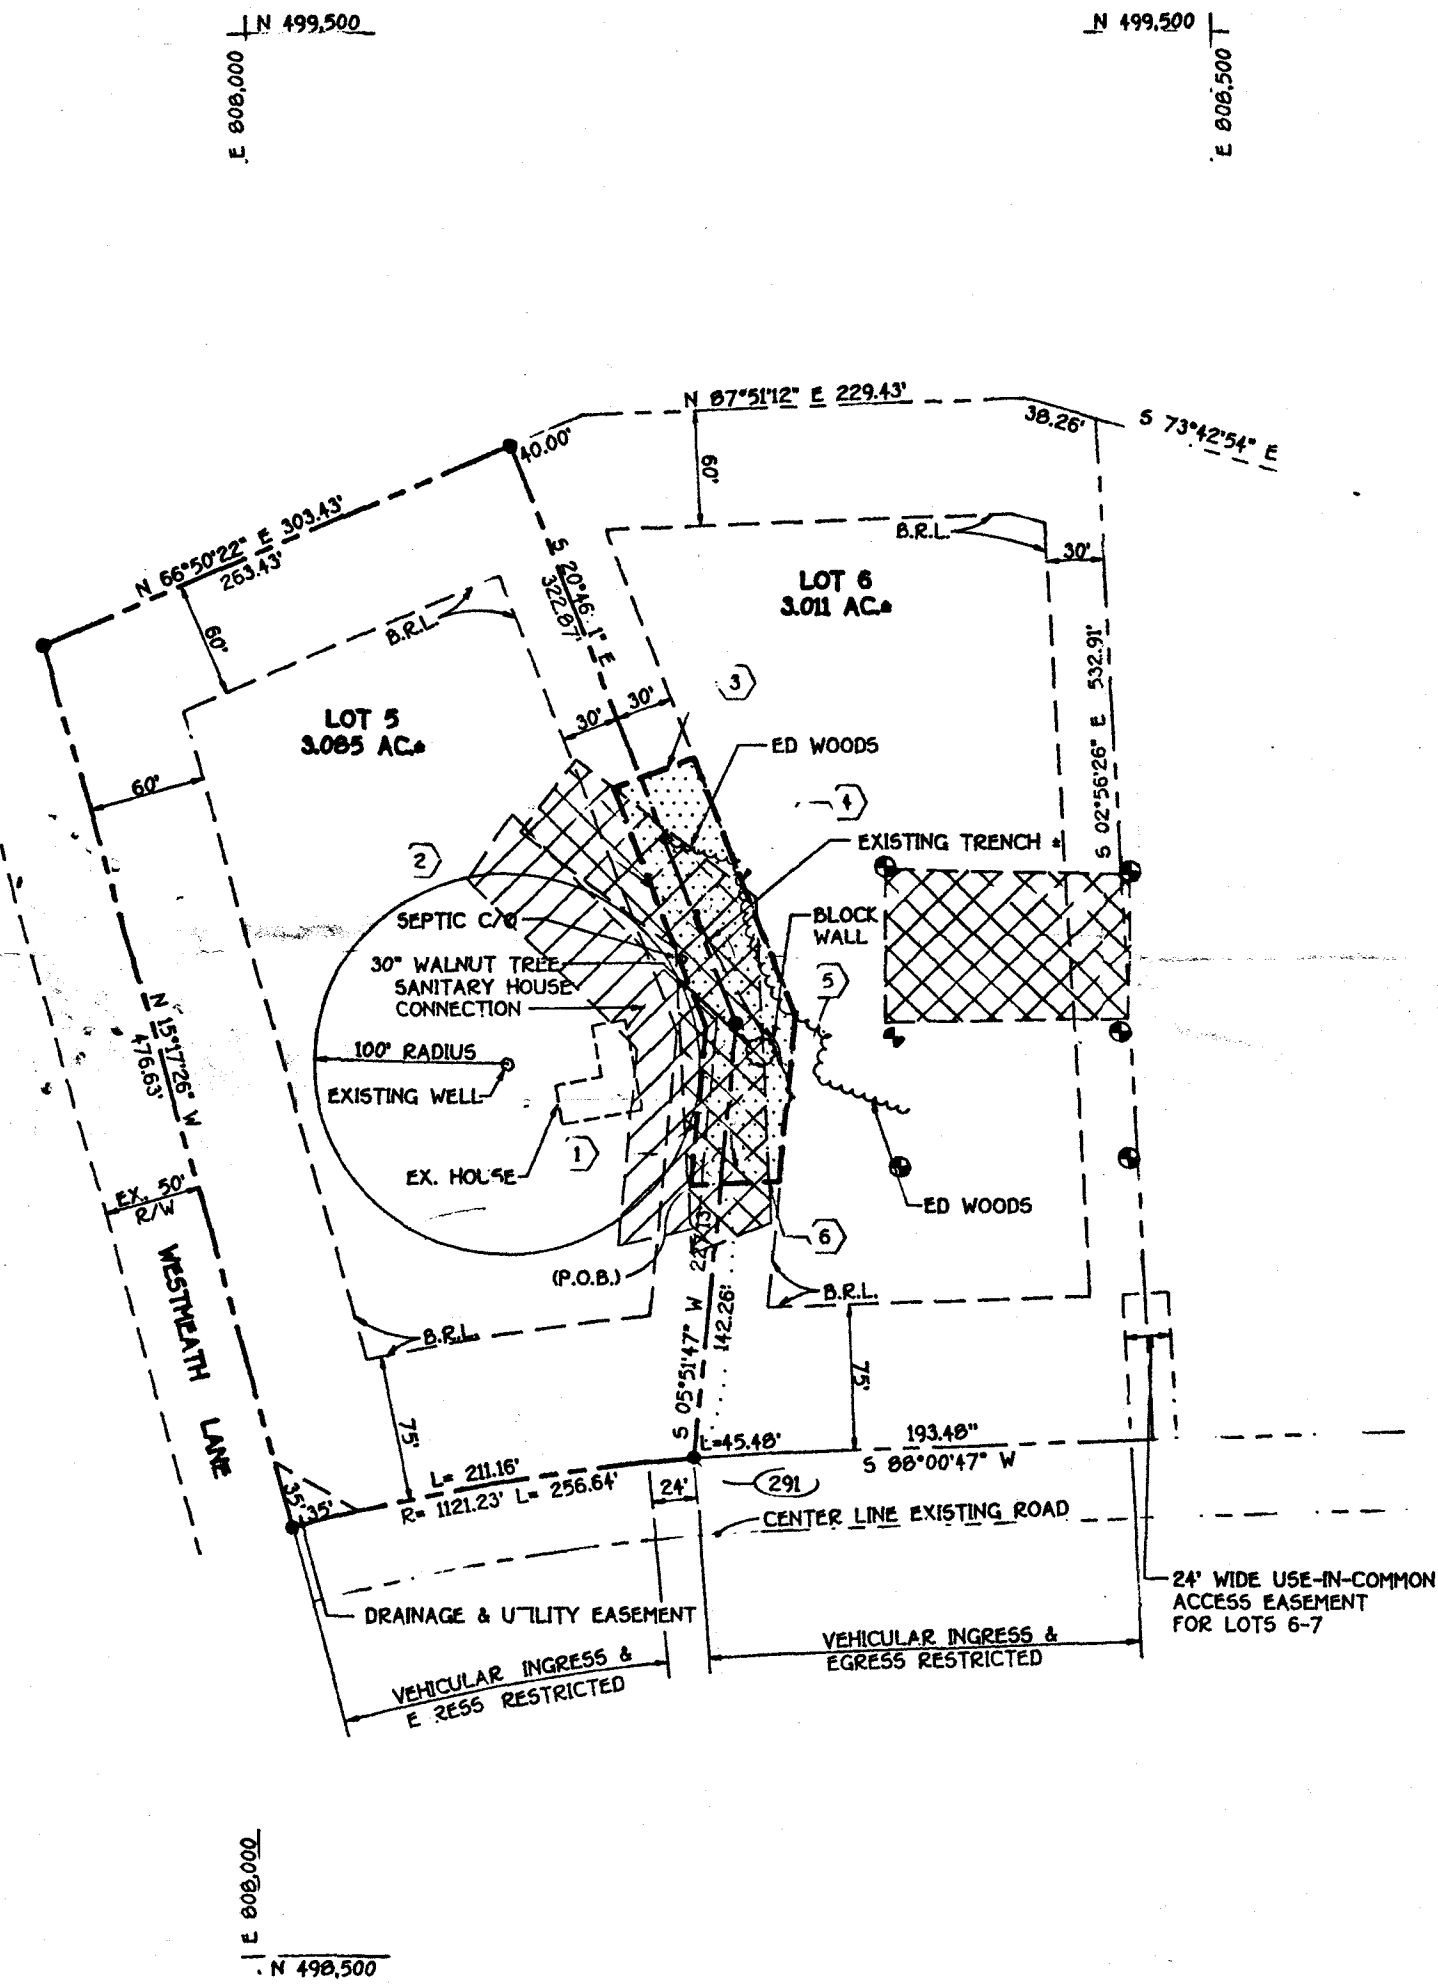 N 499,500
N 499,500
E 808,000
E 808,500
N 87°51'12" E 229.43'
38.26'
S 73°42'54" E
40.00'
60'
N 66°50'22" E 303.43'
263.43'
B.R.L.
30'
S 20°46' 1" E
322.87'
LOT 6
3.011 AC.±
60'
B.R.L.
S 02°56'26" E 532.91'
3
30'
30'
LOT 5
3.085 AC.±
ED WOODS
60'
4
EXISTING TRENCH *
2
SEPTIC C/O
BLOCK
WALL
30" WALNUT TREE
SANITARY HOUSE
CONNECTION
5
N 15°17'26" W
476.63'
100' RADIUS
EXISTING WELL
1
EX. HOUSE
EX. 50'
R/W
ED WOODS
6
(P.O.B.)
WESTMEATH LANE
B.R.L.
B.R.L.
S 05°51'47" W
142.26'
75'
75'
L=45.48'
193.48"
S 88°00'47" W
L= 211.16'
R= 1121.23' L= 256.64'
24'
291
35'
35'
CENTER LINE EXISTING ROAD
24' WIDE USE-IN-COMMON
ACCESS EASEMENT
FOR LOTS 6-7
DRAINAGE & UTILITY EASEMENT
VEHICULAR INGRESS &
EGRESS RESTRICTED
VEHICULAR INGRESS &
E RESS RESTRICTED
E 808,000
N 498,500